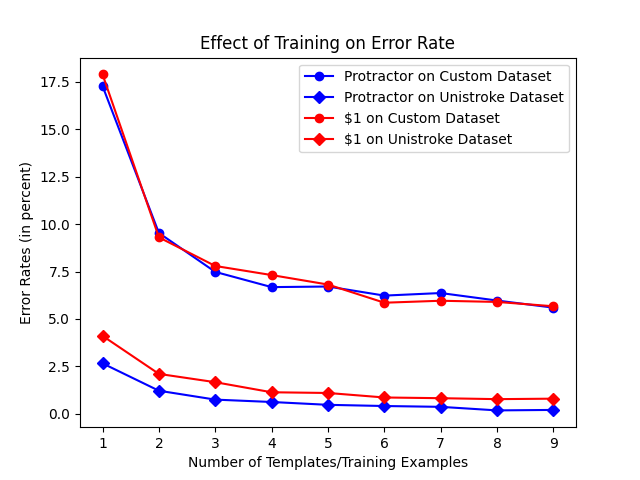 Effect of Training on Error Rate
Protractor on Custom Dataset
Protractor on Unistroke Dataset
$1 on Custom Dataset
$1 on Unistroke Dataset
Error Rates (in percent)
17.5
15.0
12.5
10.0
7.5
5.0
2.5
0.0
1 2 3 4 5 6 7 8 9
Number of Templates/Training Examples